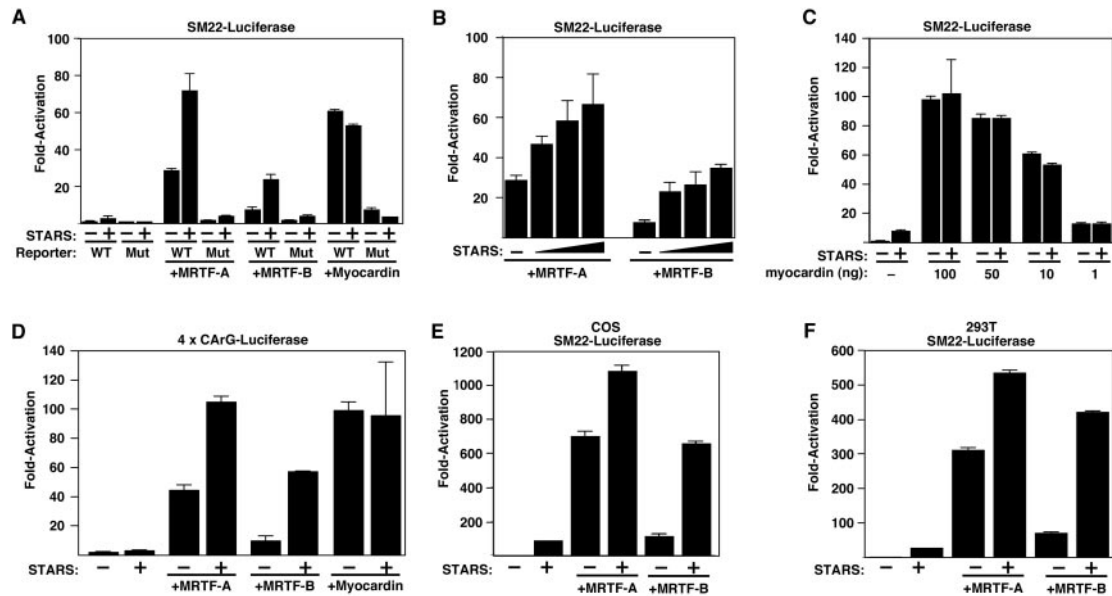 A
SM22-Luciferase
Fold-Activation
100
80
60
40
20
STARS: − + − + − + − + − + − + − + − +
Reporter: WT Mut WT Mut WT Mut WT Mut
+MRTF-A +MRTF-B +Myocardin
B
SM22-Luciferase
Fold-Activation
100
80
60
40
20
STARS: − −
+MRTF-A +MRTF-B
C
SM22-Luciferase
Fold-Activation
140
120
100
80
60
40
20
STARS: − + − + − + − + − +
myocardin (ng): − 100 50 10 1
D
4 x CArG-Luciferase
Fold-Activation
140
120
100
80
60
40
20
STARS: − + − + − + − +
+MRTF-A +MRTF-B +Myocardin
E
COS
SM22-Luciferase
Fold-Activation
1200
1000
800
600
400
200
STARS: − + − + − +
+MRTF-A +MRTF-B
F
293T
SM22-Luciferase
Fold-Activation
600
500
400
300
200
100
STARS: − + − + − +
+MRTF-A +MRTF-B